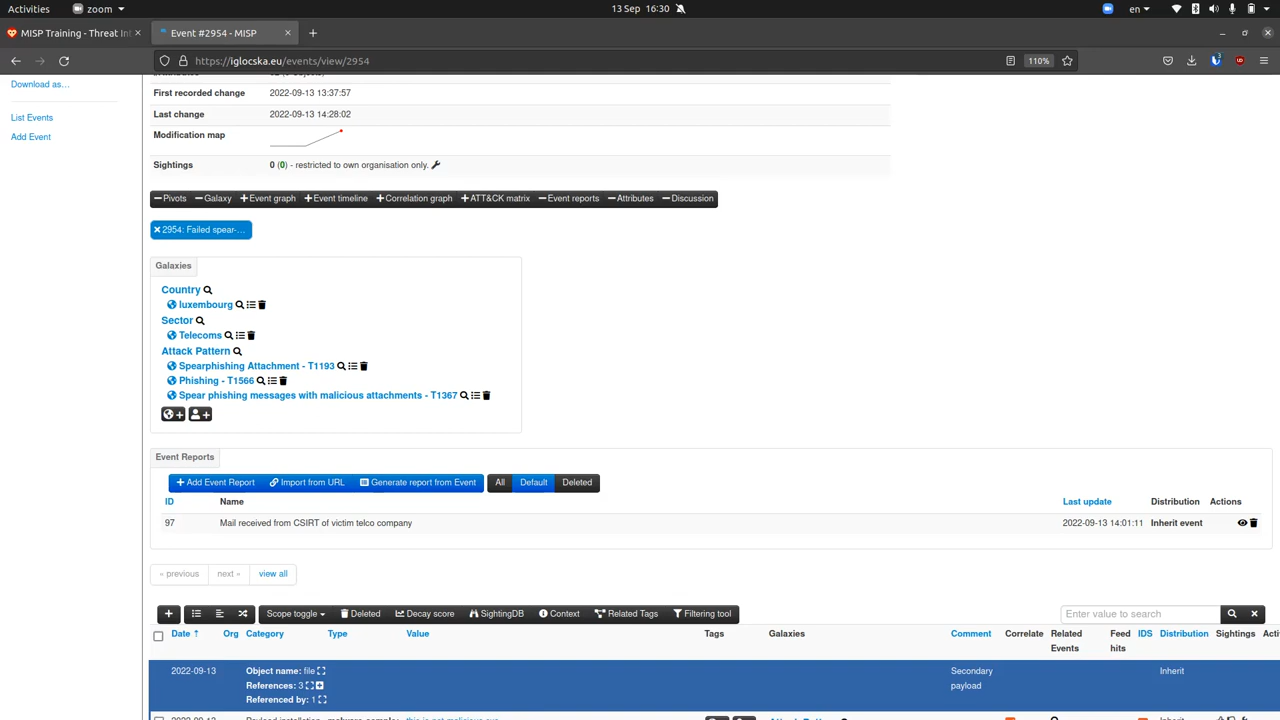 Activities zoom 13 Sep 16:30 en
MISP Training - Threat Int Event #2954 - MISP
https://iglocska.eu/events/view/2954 110%
Download as…
List Events
Add Event
First recorded change 2022-09-13 13:37:57
Last change 2022-09-13 14:28:02
Modification map
Sightings 0 (0) - restricted to own organisation only.
Pivots Galaxy Event graph Event timeline Correlation graph ATT&CK matrix Event reports Attributes Discussion
2954: Failed spear-...
Galaxies
Country
luxembourg
Sector
Telecoms
Attack Pattern
Spearphishing Attachment - T1193
Phishing - T1566
Spear phishing messages with malicious attachments - T1367
Event Reports
Add Event Report Import from URL Generate report from Event All Default Deleted
ID Name Last update Distribution Actions
97 Mail received from CSIRT of victim telco company 2022-09-13 14:01:11 Inherit event
« previous next » view all
Scope toggle Deleted Decay score SightingDB Context Related Tags Filtering tool Enter value to search
Date Org Category Type Value Tags Galaxies Comment Correlate Related Events Feed hits IDS Distribution Sightings Acti
2022-09-13 Object name: file Secondary payload Inherit
References: 3
Referenced by: 1